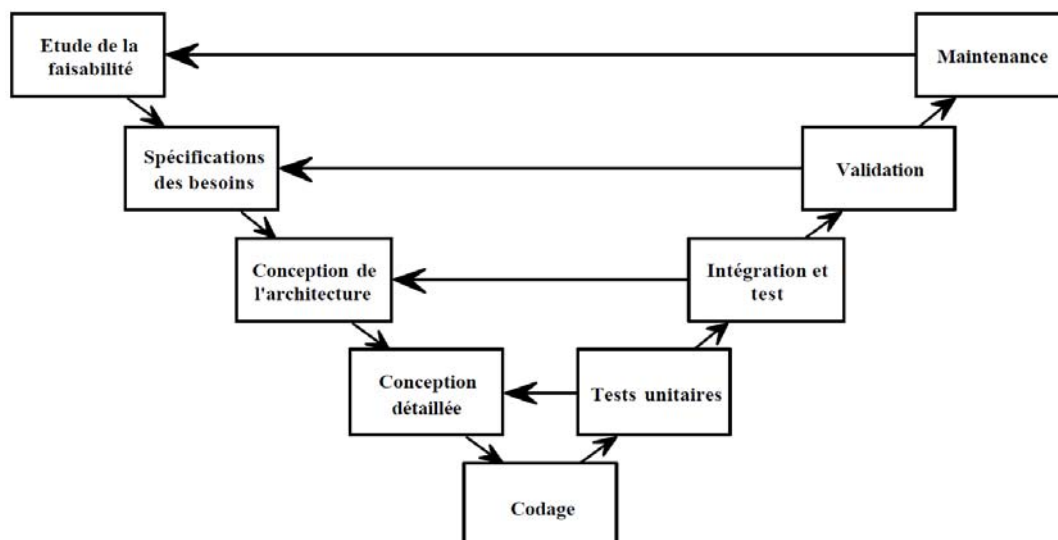 Etude de la
faisabilité
Maintenance
Spécifications
des besoins
Validation
Conception de
l'architecture
Intégration et
test
Conception
détaillée
Tests unitaires
Codage